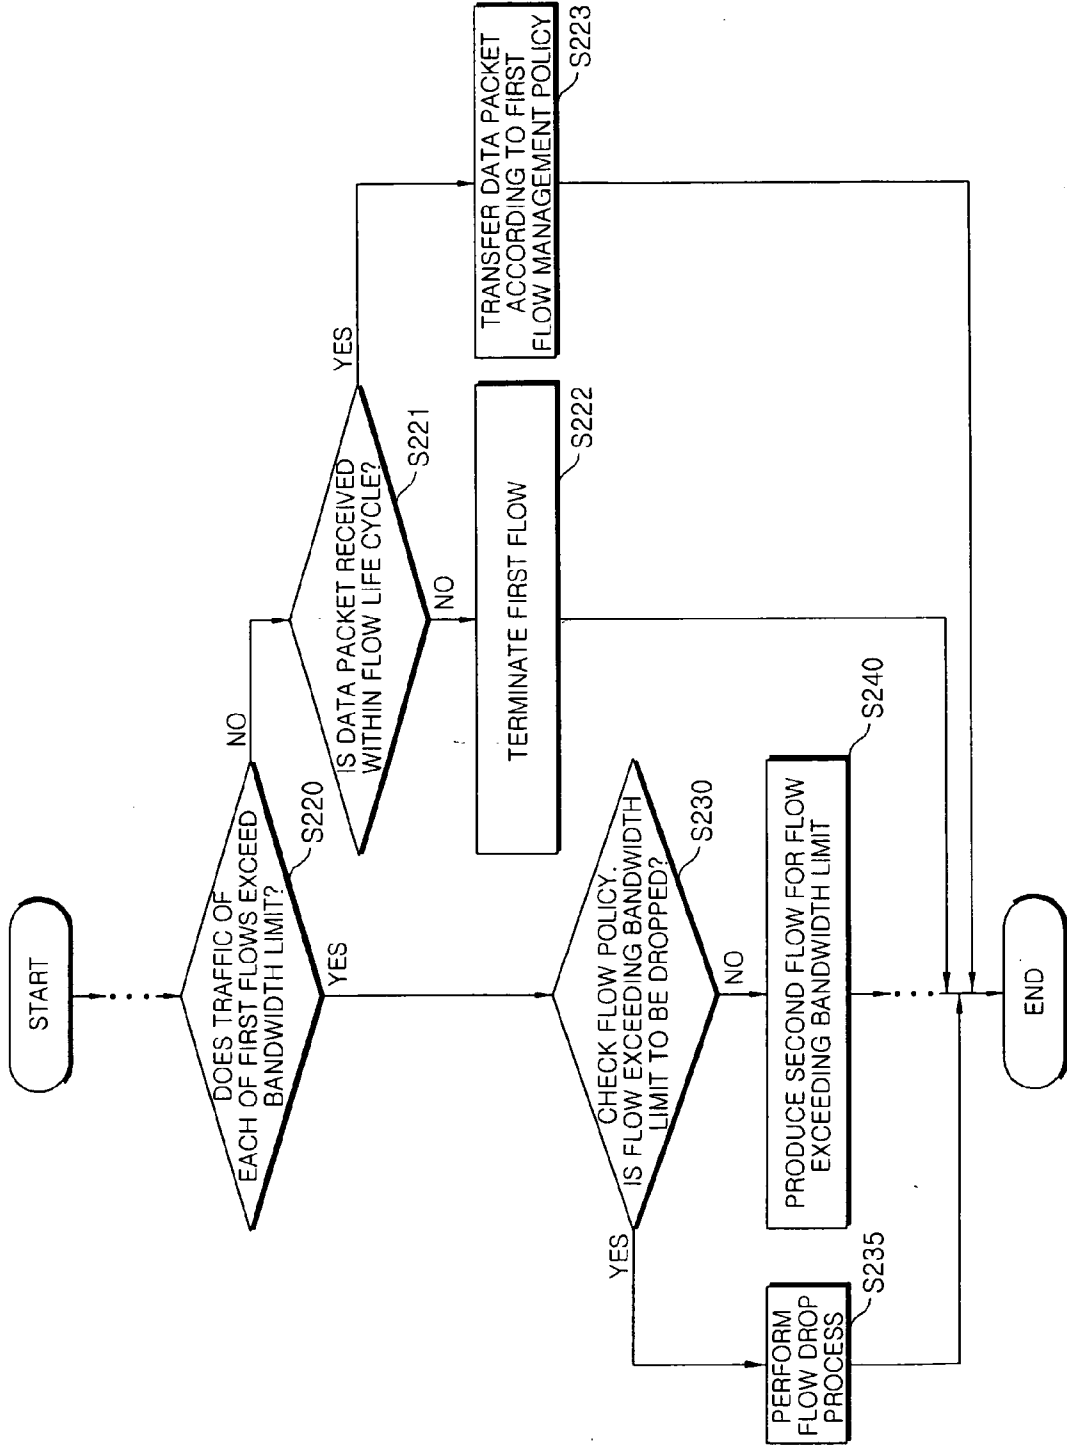 START
DOES TRAFFIC OF
EACH OF FIRST FLOWS EXCEED
BANDWIDTH LIMIT?
S220
NO
YES
IS DATA PACKET RECEIVED
WITHIN FLOW LIFE CYCLE?
S221
YES
NO
TRANSFER DATA PACKET
ACCORDING TO FIRST
FLOW MANAGEMENT POLICY
S223
TERMINATE FIRST FLOW
S222
CHECK FLOW POLICY.
IS FLOW EXCEEDING BANDWIDTH
LIMIT TO BE DROPPED?
S230
YES
NO
PERFORM
FLOW DROP
PROCESS
S235
PRODUCE SECOND FLOW FOR FLOW
EXCEEDING BANDWIDTH LIMIT
S240
END